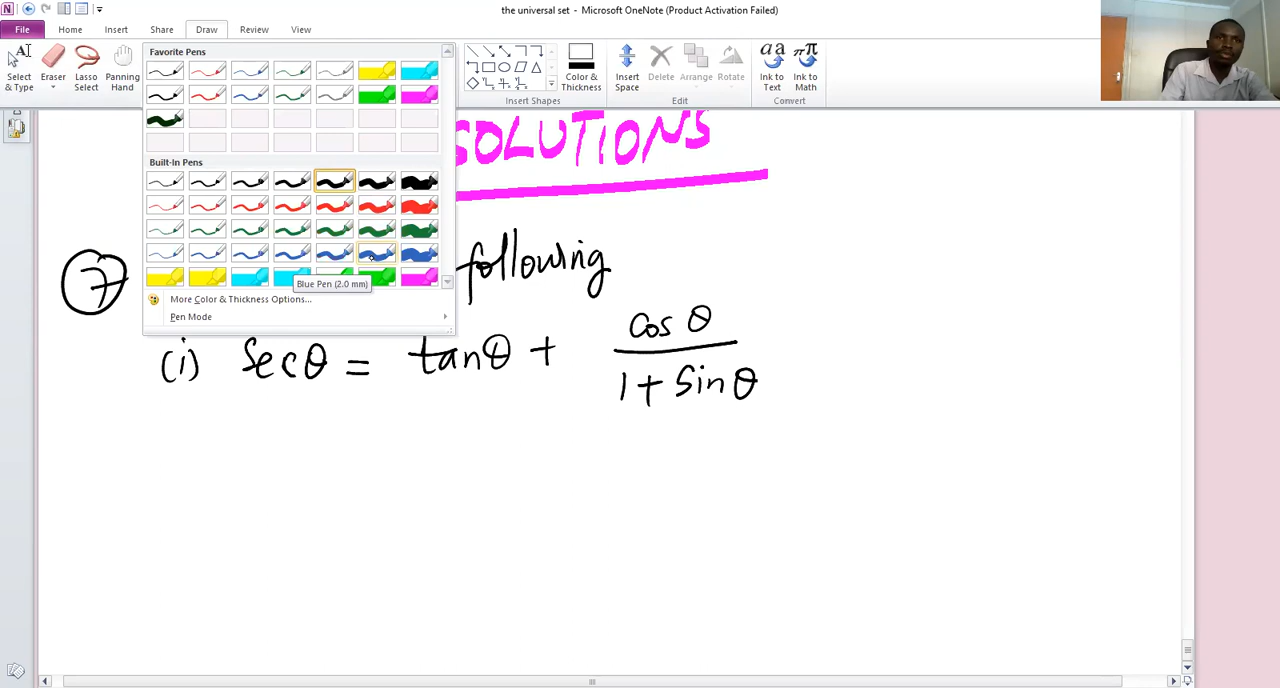 the universal set - Microsoft OneNote (Product Activation Failed)
File Home Insert Share Draw Review View
Select & Type
Eraser
Lasso Select
Panning Hand
Favorite Pens
Built-In Pens
Blue Pen (2.0 mm)
More Color & Thickness Options...
Pen Mode
Color & Thickness
Insert Shapes
Insert Space
Delete
Arrange
Rotate
Edit
Ink to Text
Ink to Math
Convert
SOLUTIONS
7 following
(i) Secθ = tanθ + cos θ / 1 + Sinθ